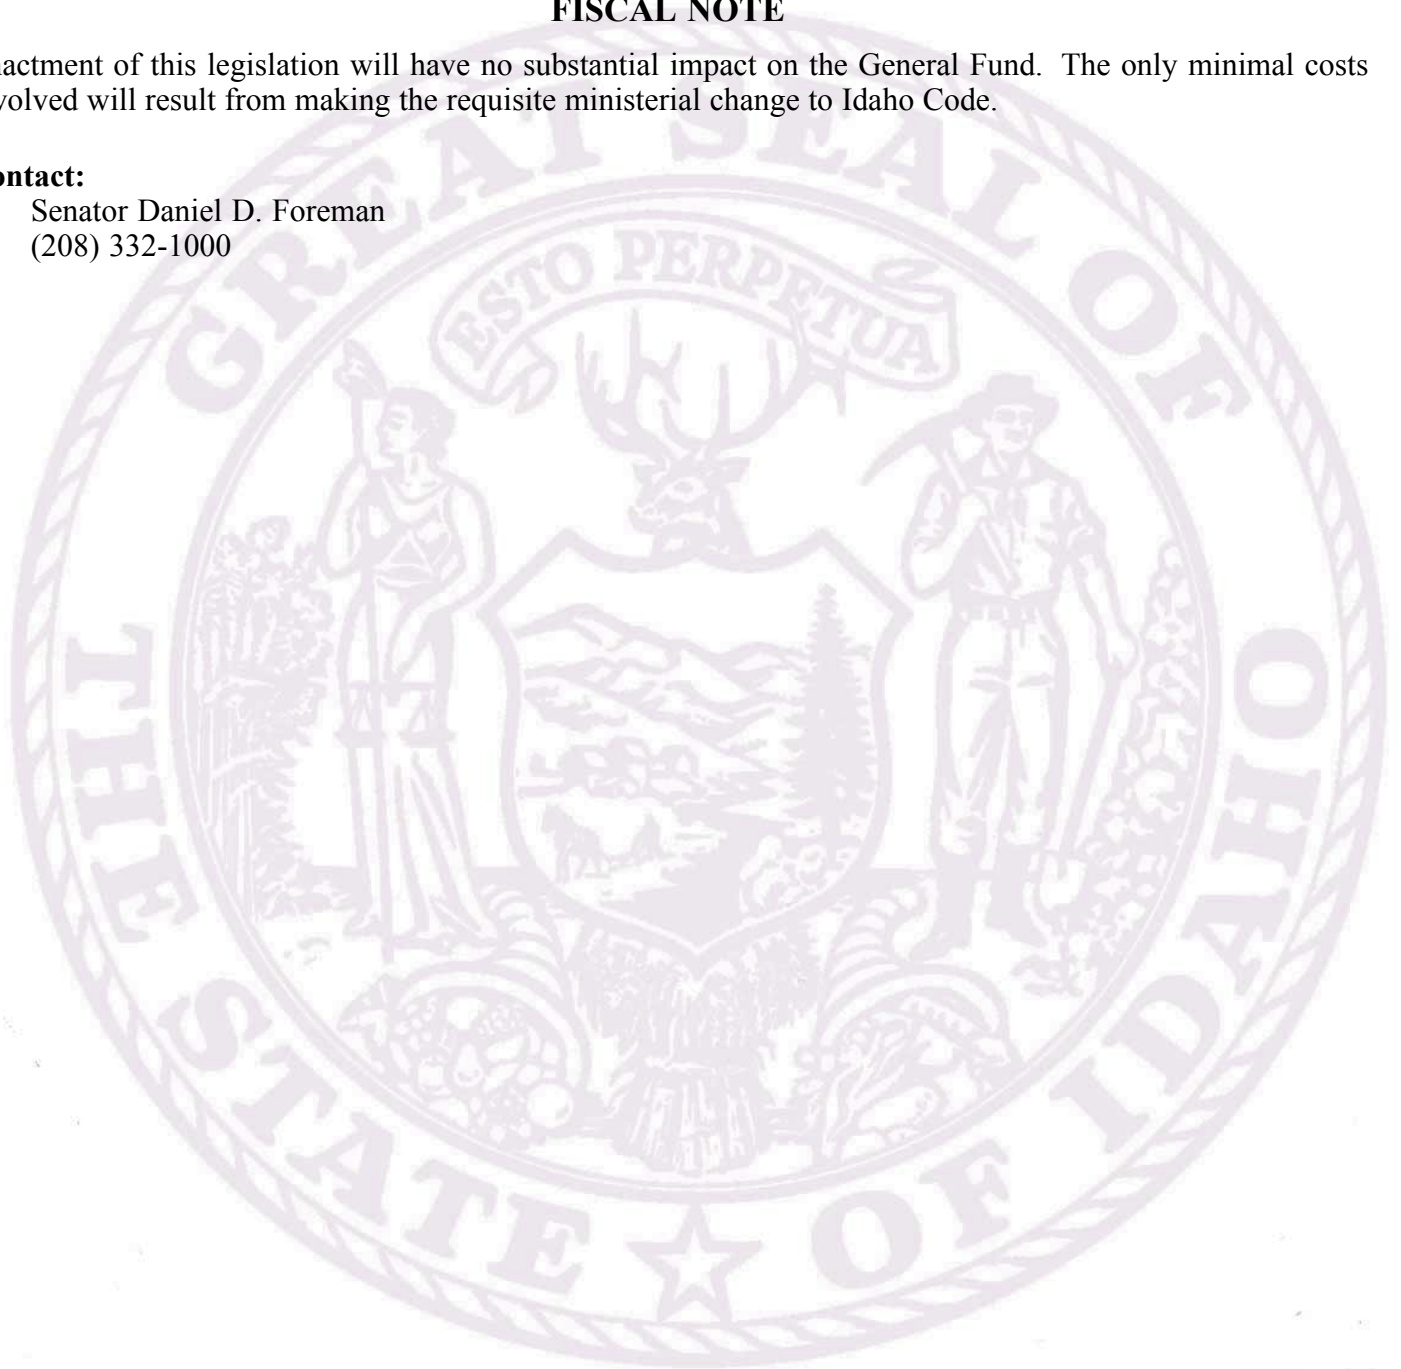 FISCAL NOTE
nactment of this legislation will have no substantial impact on the General Fund. The only minimal costs
volved will result from making the requisite ministerial change to Idaho Code.
ontact:
Senator Daniel D. Foreman
(208) 332-1000
GREAT SEAL OF
ESTO PERPETUA
THE STATE OF IDAHO